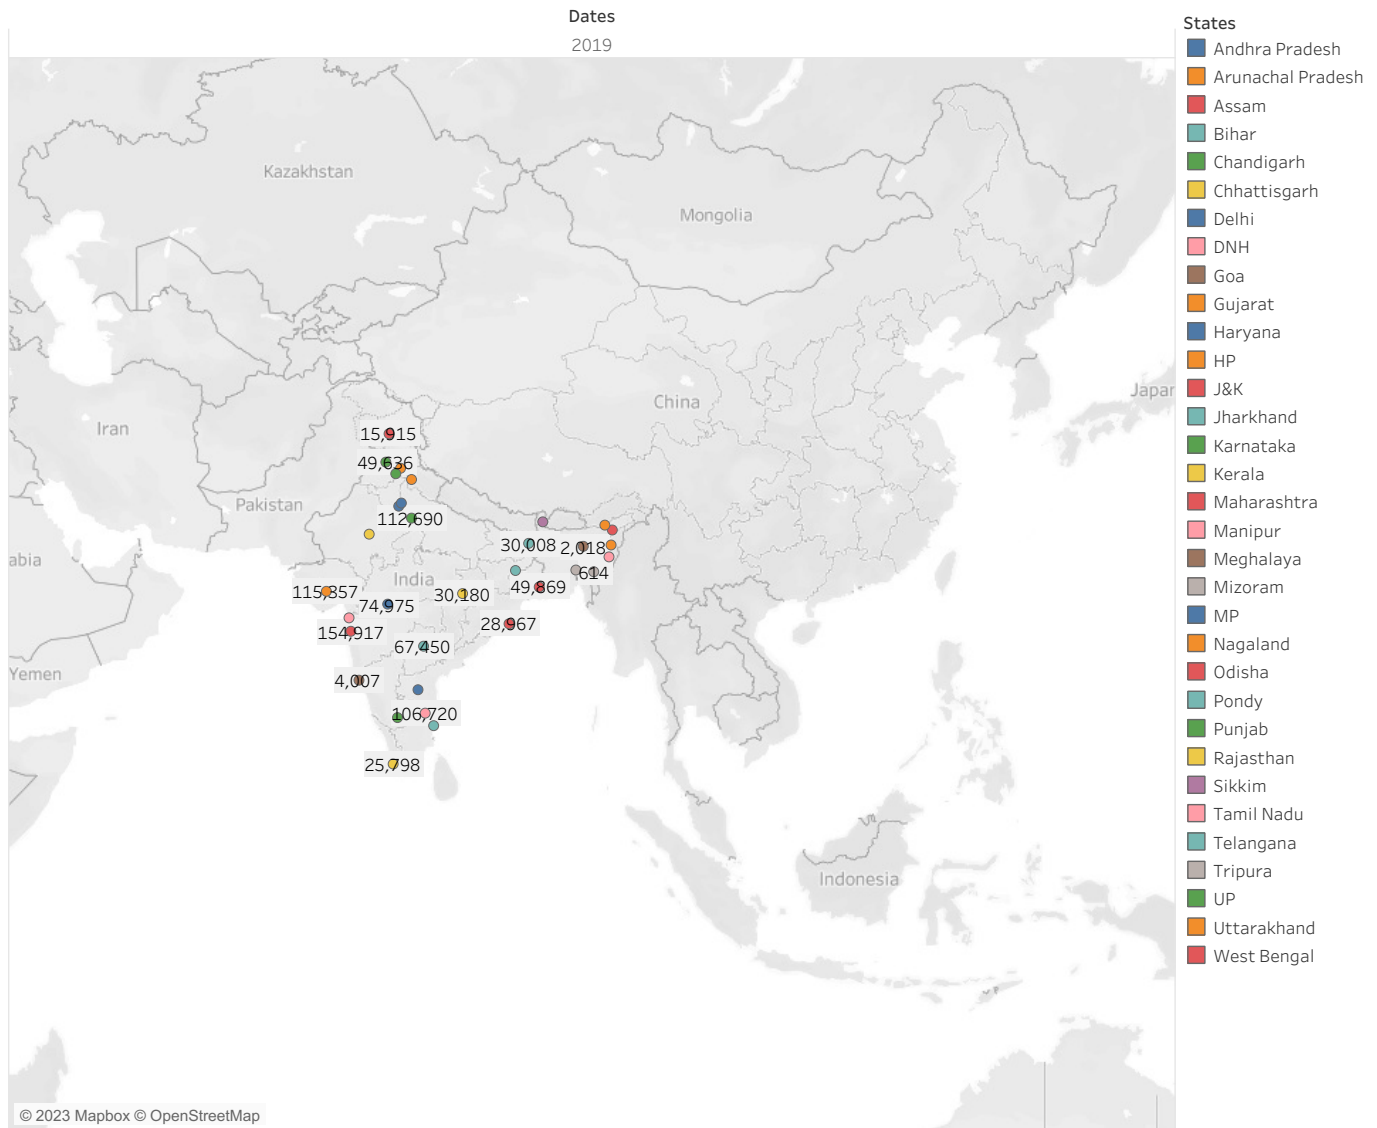 Dates
2019
States
Andhra Pradesh
Arunachal Pradesh
Assam
Bihar
Chandigarh
Chhattisgarh
Delhi
DNH
Goa
Gujarat
Haryana
HP
J&K
Jharkhand
Karnataka
Kerala
Maharashtra
Manipur
Meghalaya
Mizoram
MP
Nagaland
Odisha
Pondy
Punjab
Rajasthan
Sikkim
Tamil Nadu
Telangana
Tripura
UP
Uttarakhand
West Bengal
Kazakhstan
Mongolia
Japan
China
Iran
15,915
49,636
Pakistan
112,690
30,008
2,018
abia
India
614
115,857
74,975
30,180
49,869
154,917
28,967
67,450
Yemen
4,007
106,720
25,798
Indonesia
© 2023 Mapbox © OpenStreetMap